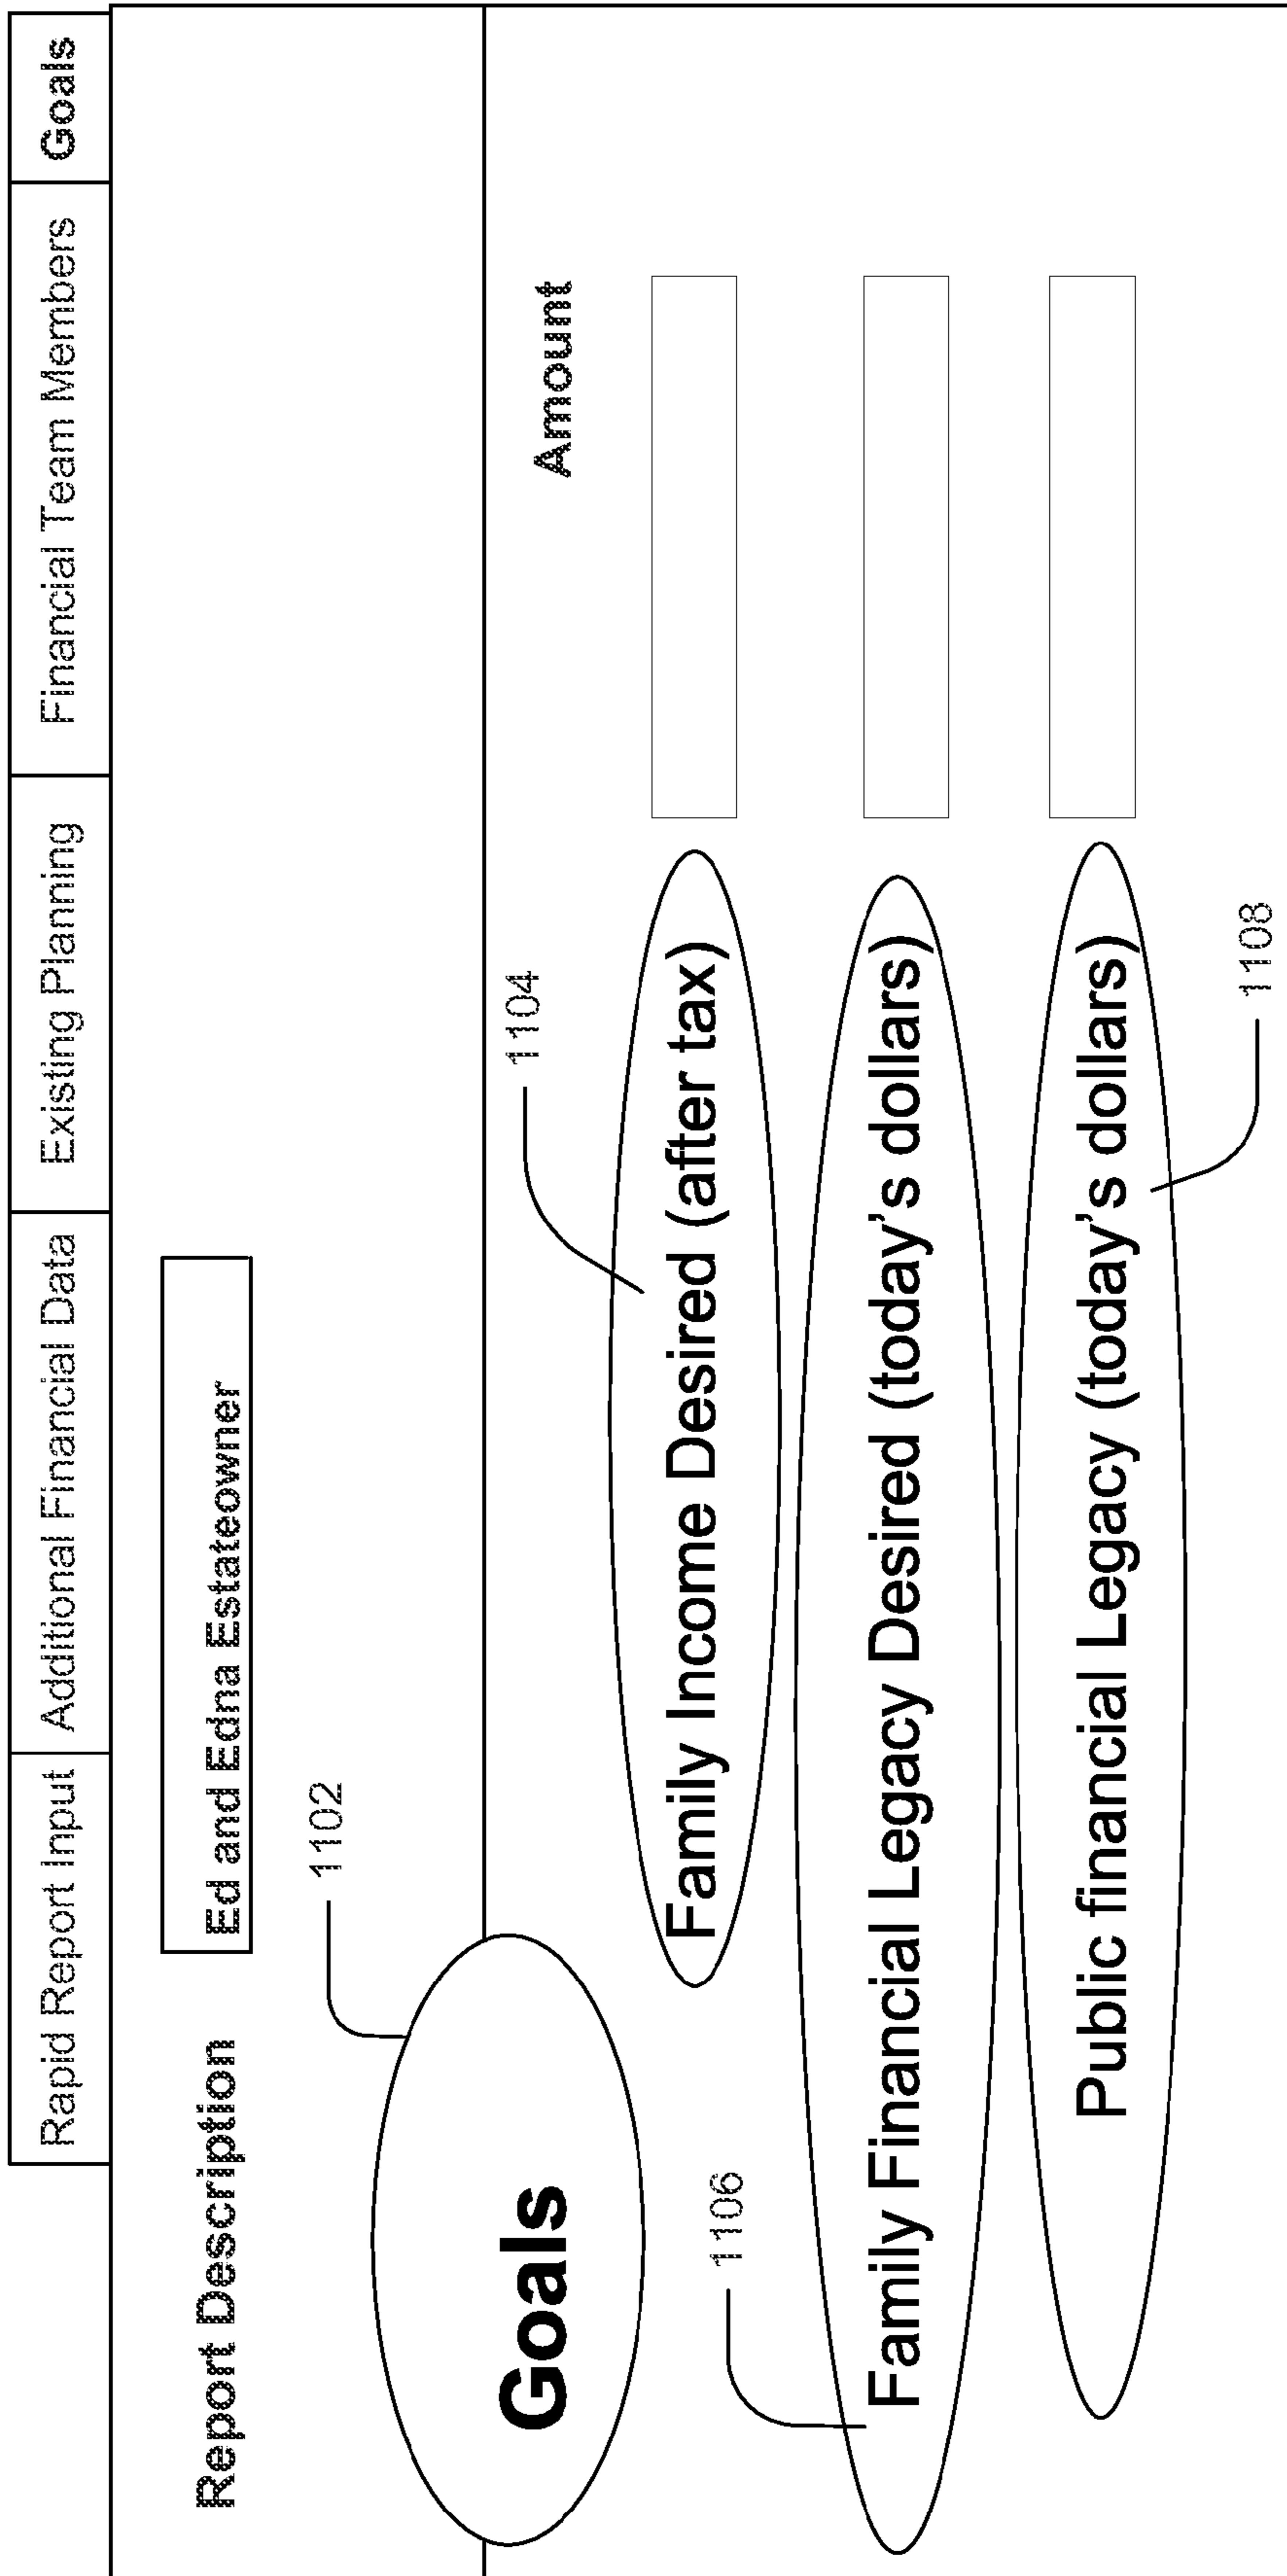 Rapid Report Input Additional Financial Data Existing Planning Financial Team Members Goals
Report Description Ed and Edna Estateowner
1102
Goals
1104
Amount
Family Income Desired (after tax)
1106
Family Financial Legacy Desired (today's dollars)
Public financial Legacy (today's dollars)
1108